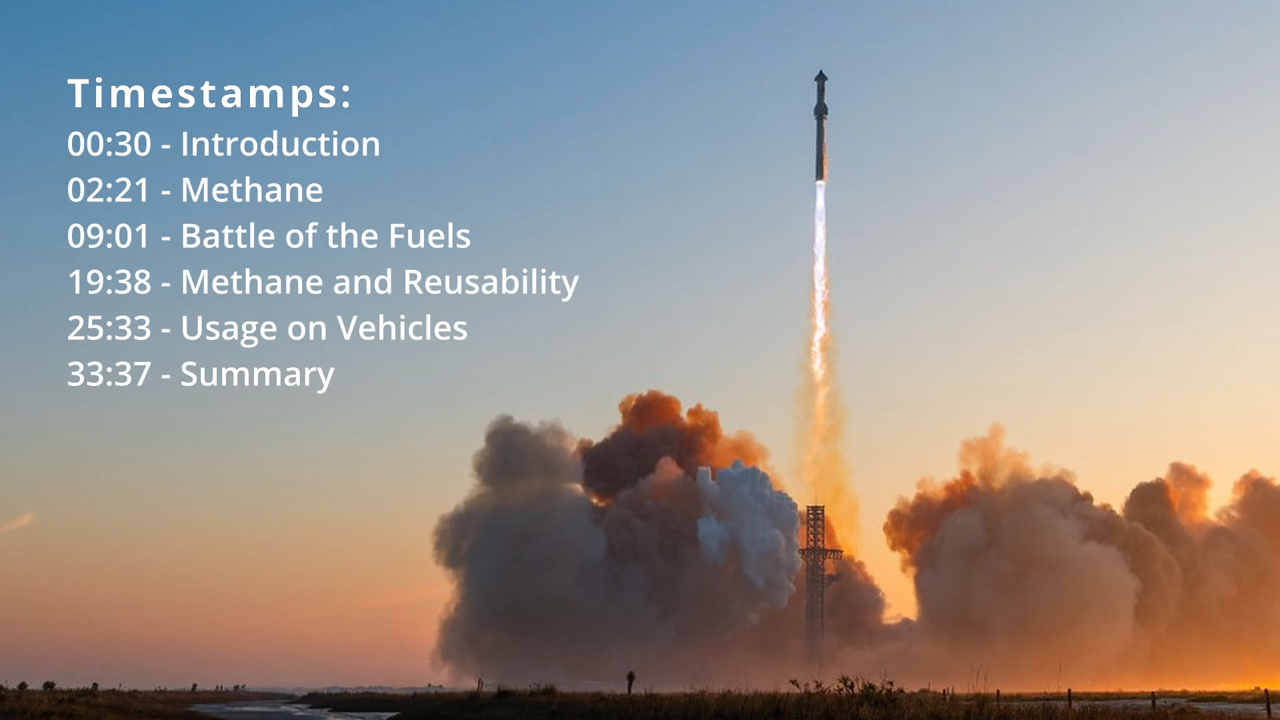 Timestamps:
00:30 - Introduction
02:21 - Methane
09:01 - Battle of the Fuels
19:38 - Methane and Reusability
25:33 - Usage on Vehicles
33:37 - Summary